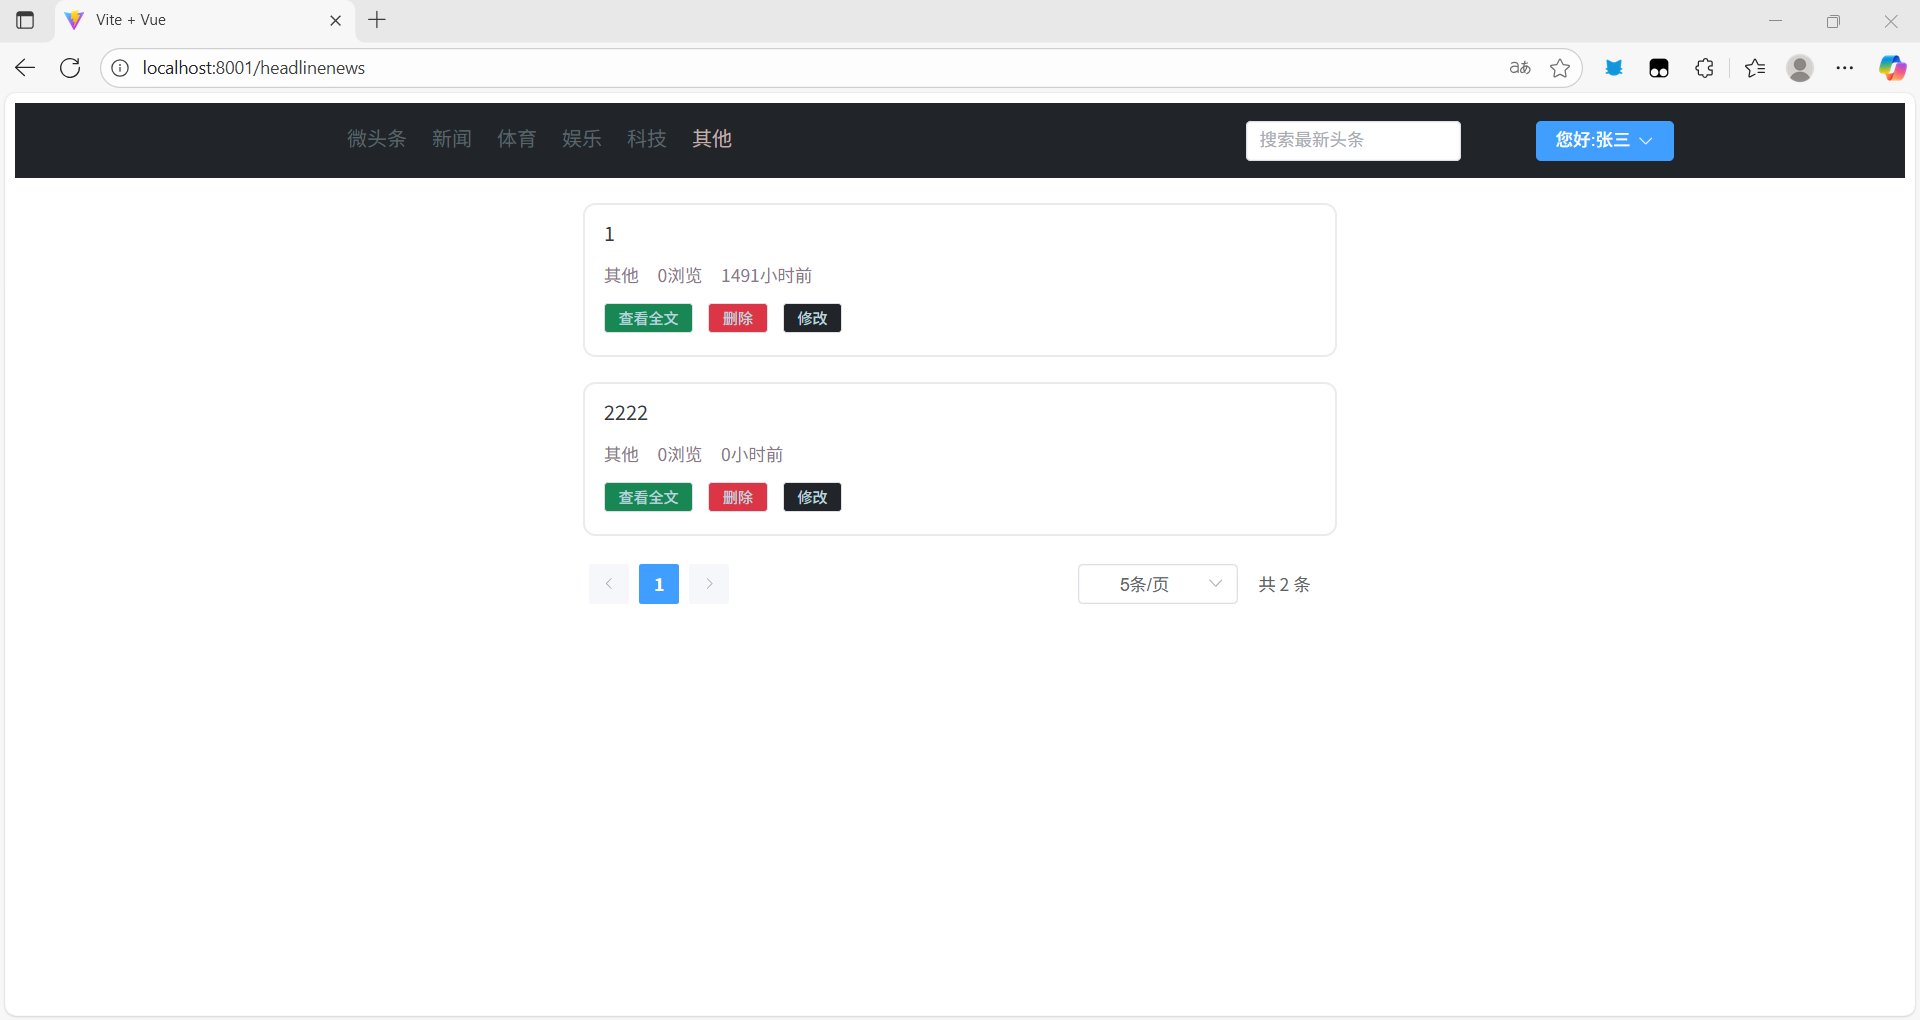 Vite + Vue
localhost:8001/headlinenews
微头条 新闻 体育 娱乐 科技 其他 搜索最新头条 您好:张三
1
其他 0浏览 1491小时前
查看全文 删除 修改
2222
其他 0浏览 0小时前
查看全文 删除 修改
1 5条/页 共 2 条